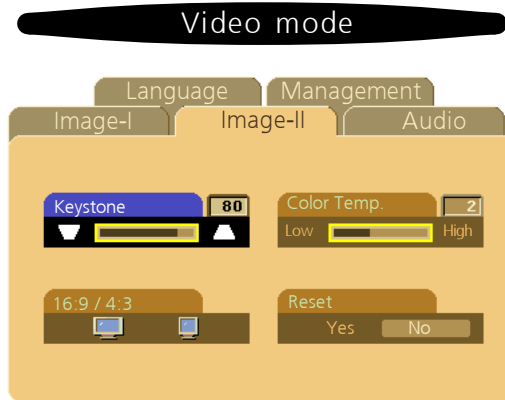 Video mode
Language Management
Image-I Image-II Audio
Keystone 80
Color Temp. 2
Low High
16:9 / 4:3
Reset
Yes No